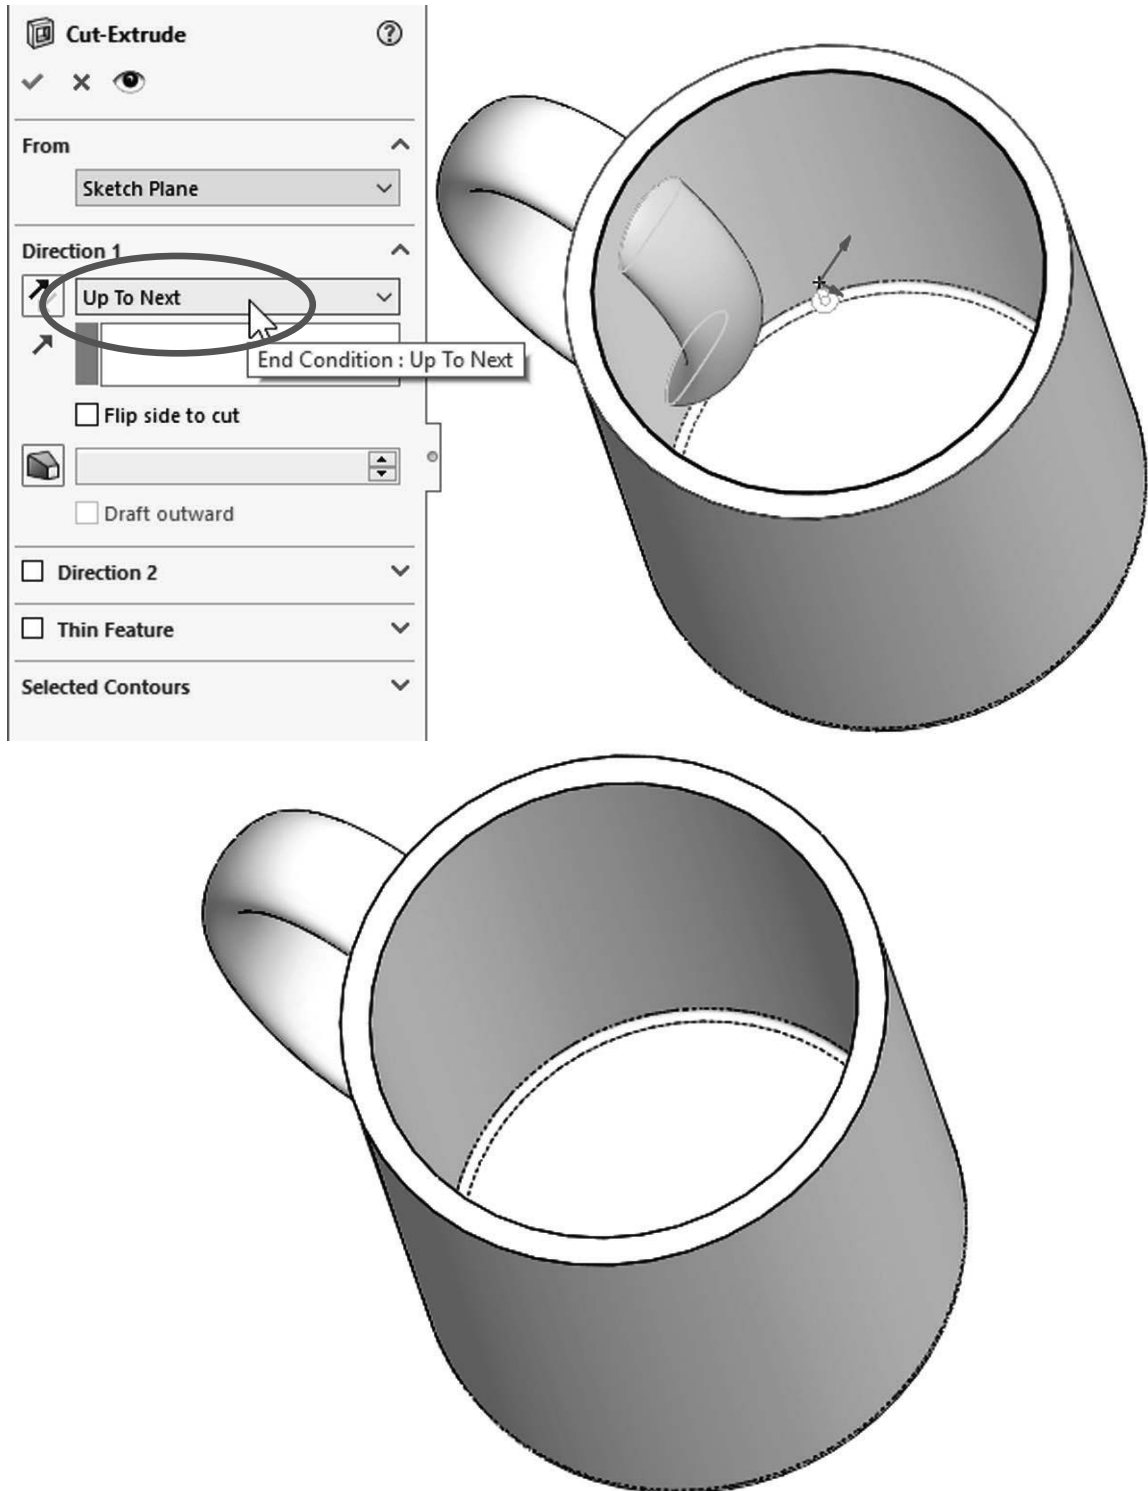 Cut-Extrude
From
Sketch Plane
Direction 1
Up To Next
End Condition : Up To Next
Flip side to cut
Draft outward
Direction 2
Thin Feature
Selected Contours